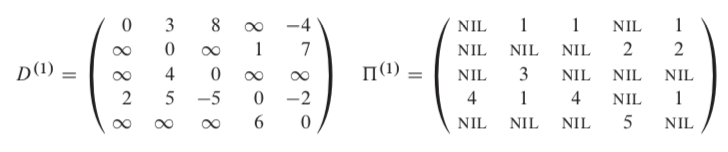 0 3 8 ∞ −4 NIL 1 1 NIL 1
∞ 0 ∞ 1 7 NIL NIL NIL 2 2
D(1) = ∞ 4 0 ∞ ∞ Π(1) = NIL 3 NIL NIL NIL
2 5 −5 0 −2 4 1 4 NIL 1
∞ ∞ ∞ 6 0 NIL NIL NIL 5 NIL